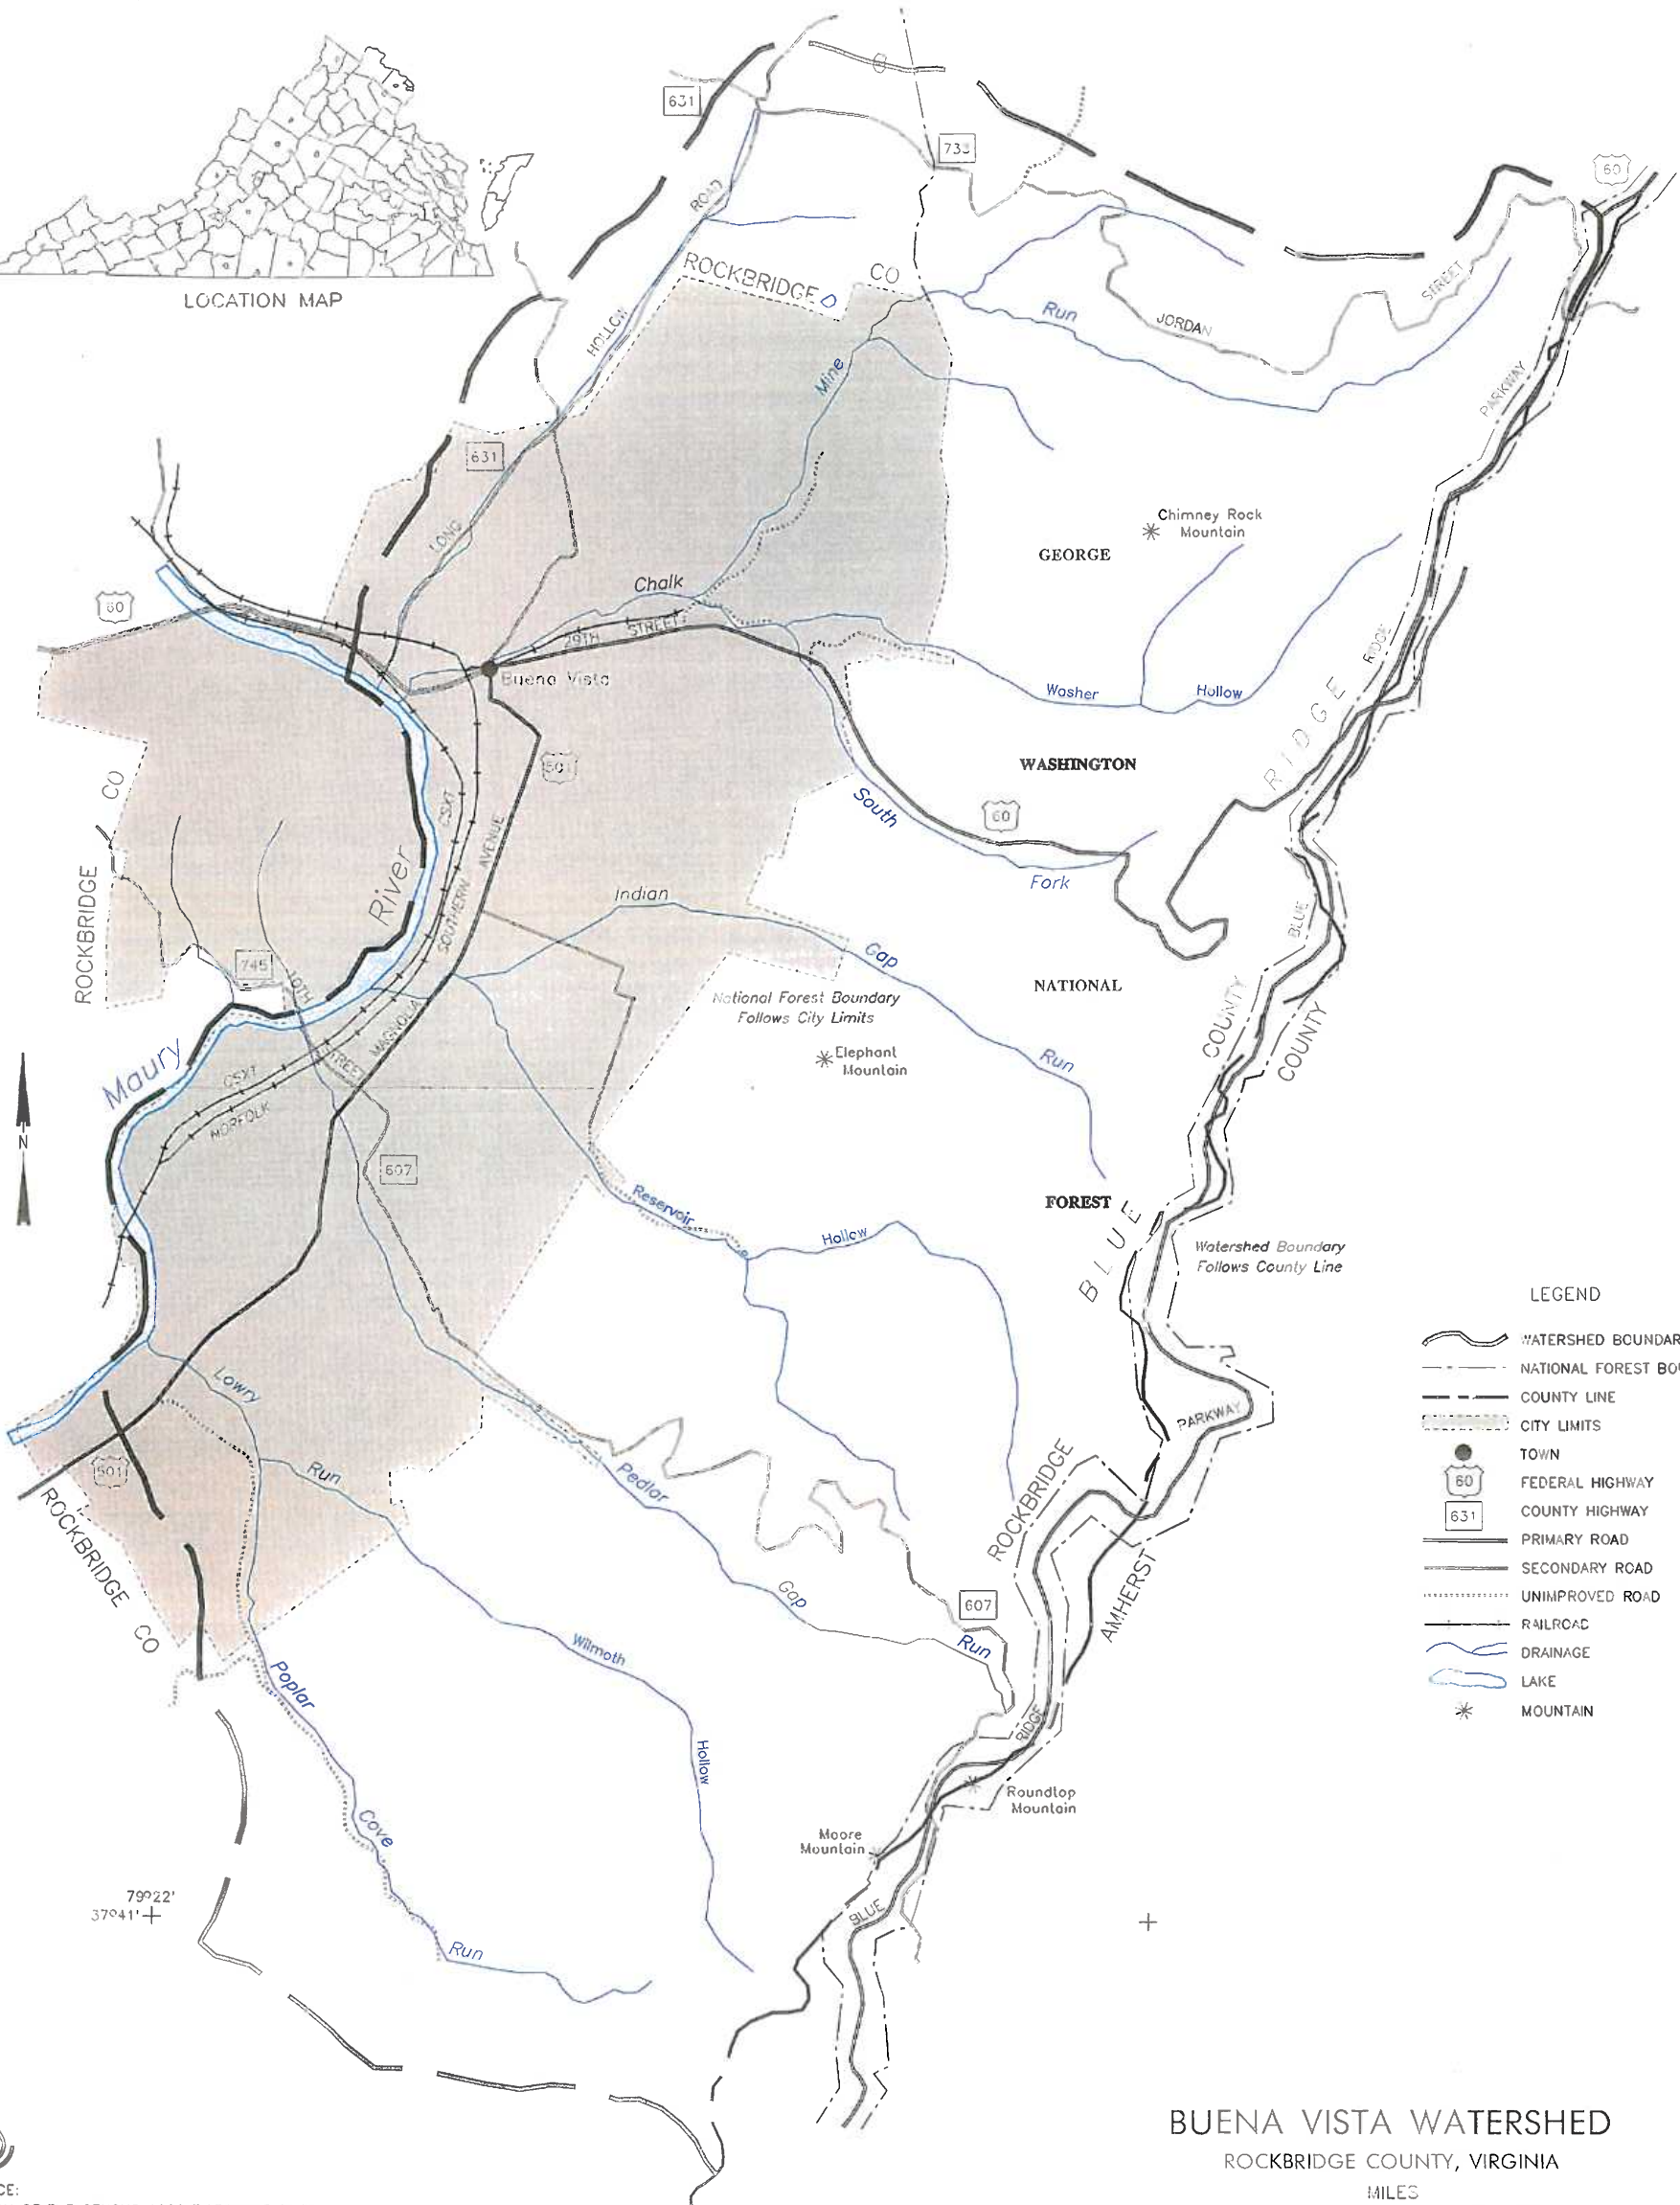 LOCATION MAP
631
733
60
ROAD
HOLLOW
ROCKBRIDGE CO
Run
JORDAN
STREET
Mine
PARKWAY
631
LONG
Chimney Rock
Mountain
GEORGE
60
Chalk
29TH STREET
Buena Vista
RIDGE
Washer Hollow
RIDGE
WASHINGTON
501
CO
ROCKBRIDGE
CSXT
AVENUE
South
60
Fork
River
SOUTHERN
Indian
BLUE
Gap
745
10TH
NATIONAL
National Forest Boundary
Follows City Limits
COUNTY
COUNTY
Elephant
Mountain
Run
MAGNOLIA
STREET
Maury
CSXT
NORFOLK
N
607
Reservoir
Hollow
FOREST
BLUE
Watershed Boundary
Follows County Line
LEGEND
NATIONAL FOREST
COUNTY LINE
CITY LIMITS
TOWN
60
FEDERAL HIGHWAY
631
COUNTY HIGHWAY
PRIMARY ROAD
SECONDARY ROAD
UNIMPROVED ROAD
RAILROAD
DRAINAGE
LAKE
MOUNTAIN
Lowry
PARKWAY
501
Run
Pedlar
ROCKBRIDGE
ROCKBRIDGE CO
Gap
607
AMHERST
Run
Wilmoth
Poplar
RIDGE
Hollow
Roundtop
Mountain
Cove
Moore
Mountain
79°22'
37°41'
BLUE
Run
BUENA VISTA WATERSHED
ROCKBRIDGE COUNTY, VIRGINIA
MILES